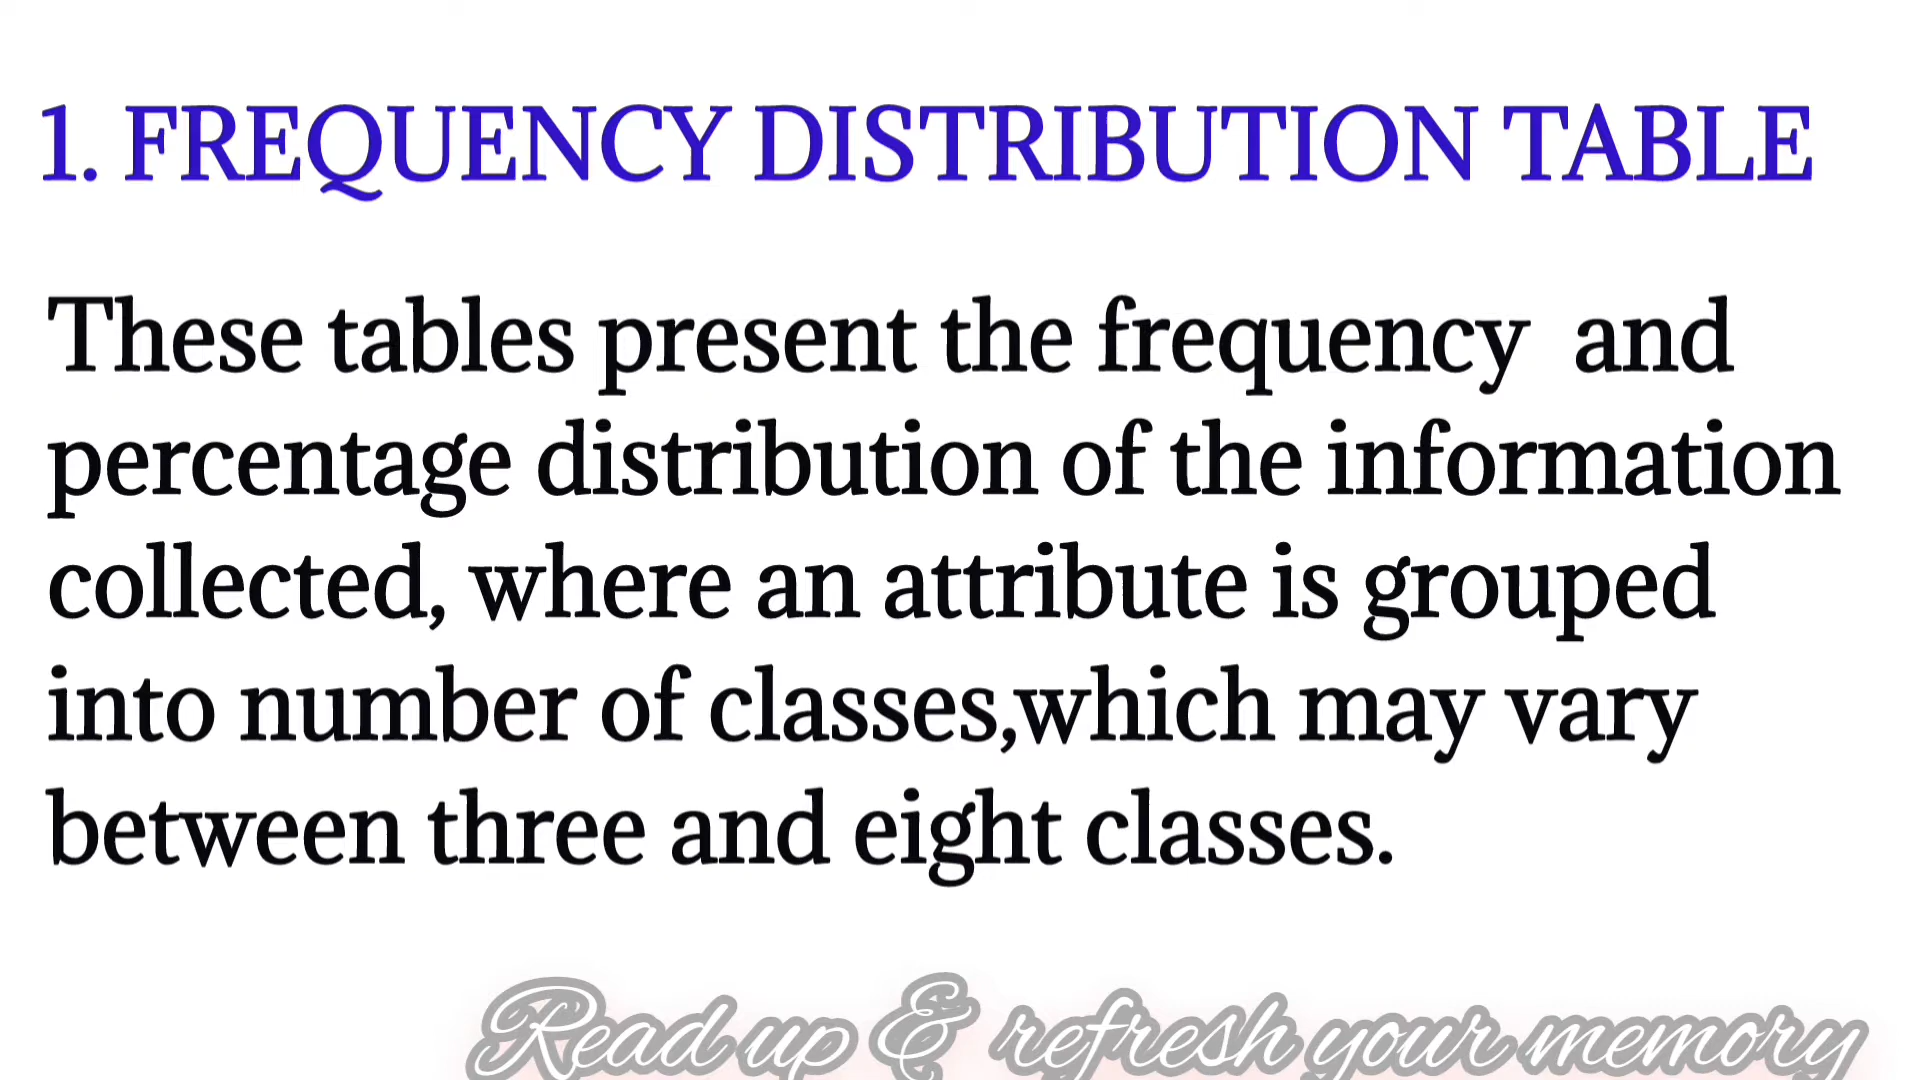 1. FREQUENCY DISTRIBUTION TABLE
These tables present the frequency  and
percentage distribution of the information
collected, where an attribute is grouped
into number of classes,which may vary
between three and eight classes.
Read up & refresh your memory